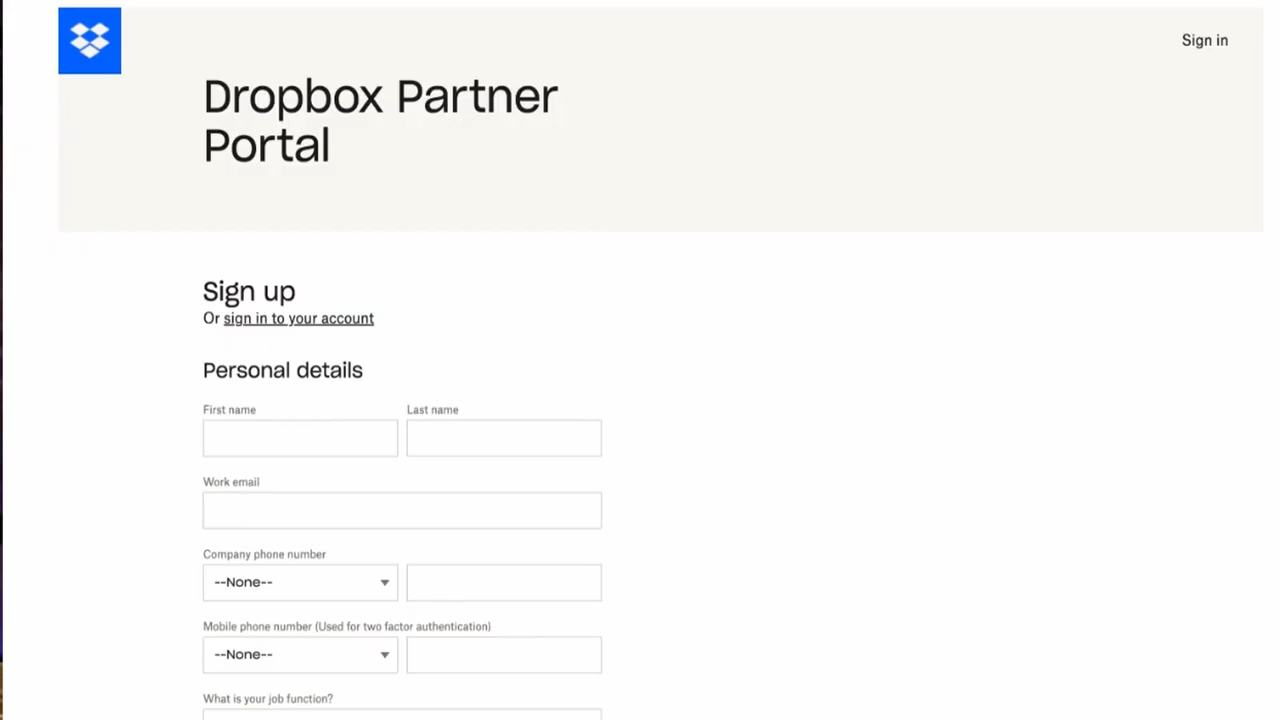 Sign in
Dropbox Partner
Portal
Sign up
Or sign in to your account
Personal details
First name Last name
Work email
Company phone number
--None--
Mobile phone number (Used for two factor authentication)
--None--
What is your job function?